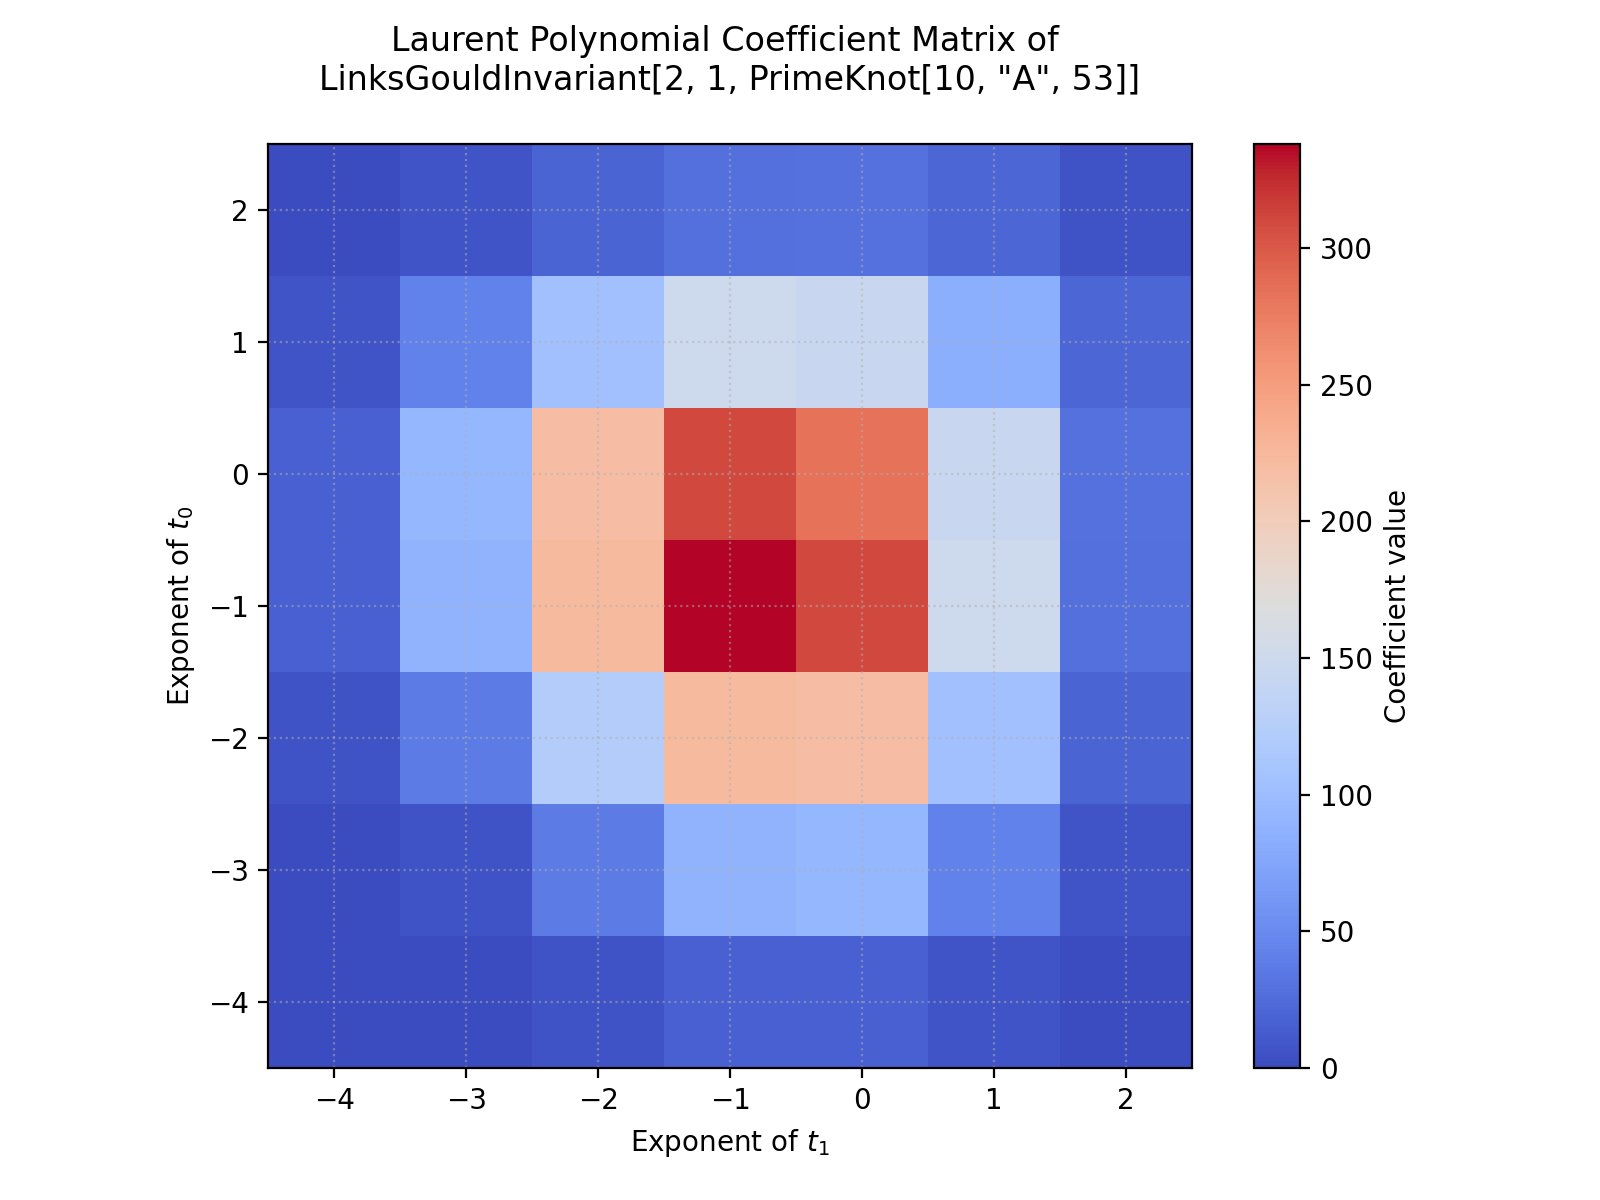 Laurent Polynomial Coefficient Matrix of
LinksGouldInvariant[2, 1, PrimeKnot[10, "A", 53]]
2
1
0
−1
−2
−3
−4
Exponent of t₀
−4 −3 −2 −1 0 1 2
Exponent of t₁
300
250
200
150
100
50
0
Coefficient value